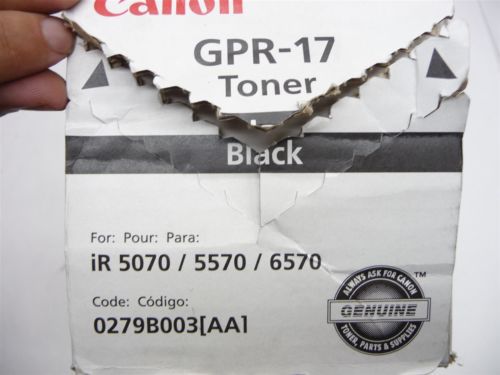 Canon
GPR-17
Toner
Black
For: Pour: Para:
iR 5070 / 5570 / 6570
Code: Código:
0279B003[AA]
ALWAYS ASK FOR CANON
GENUINE
TONER, PARTS & SUPPLIES
™